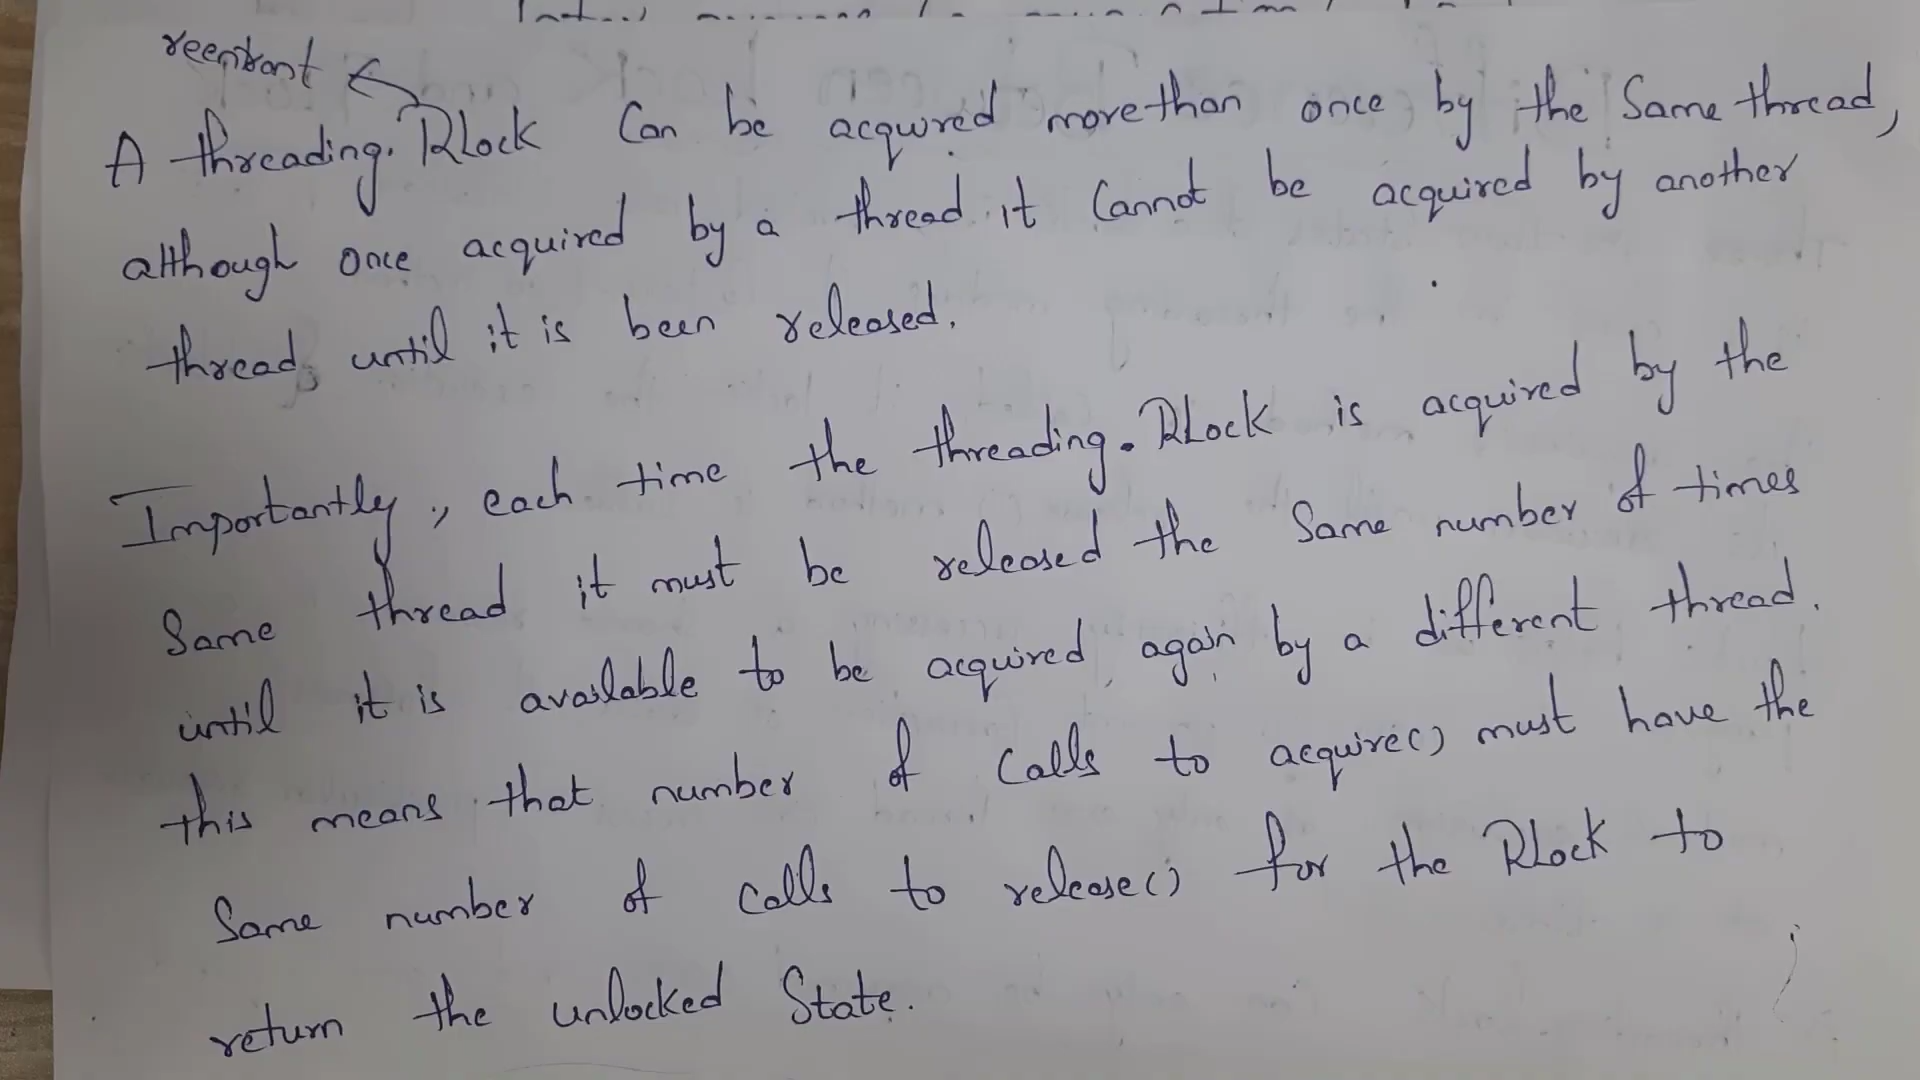 reentrant
A threading.RLock Can be acquired more than once by the Same thread,
although once acquired by a thread it Cannot be acquired by another
thread, until it is been released.
Importantly, each time the threading.RLock is acquired by the
Same thread it must be released the Same number of times
until it is available to be acquired again by a different thread.
this means that number of Calls to acquire() must have the
Same number of Calls to release() for the RLock to
return the unlocked State.